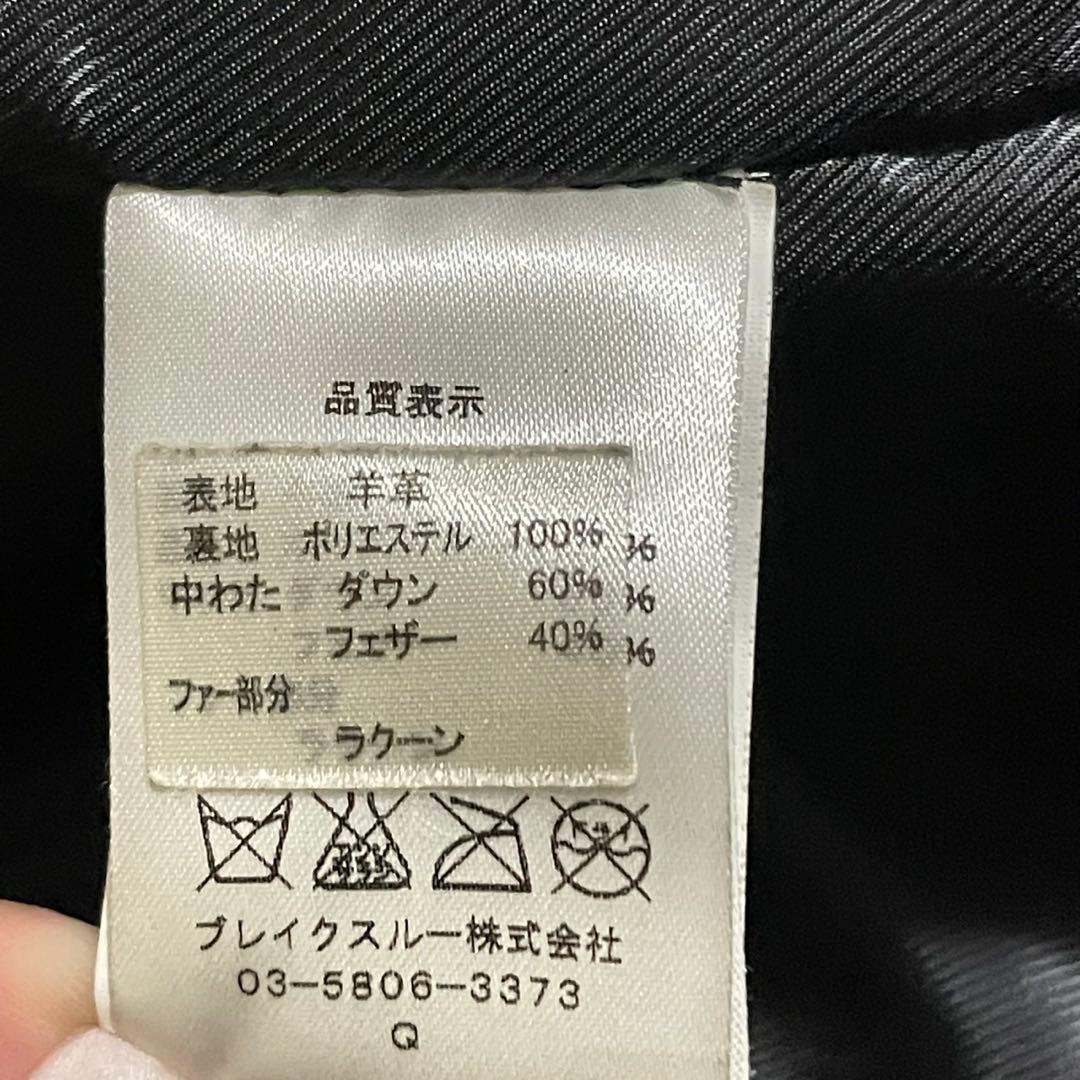 品質表示
表地 羊革
裏地 ポリエステル 100%
中わた ダウン 60%
フェザー 40%
ファー部分
ラクーン
ブレイクスルー株式会社
03-5806-3373
Q